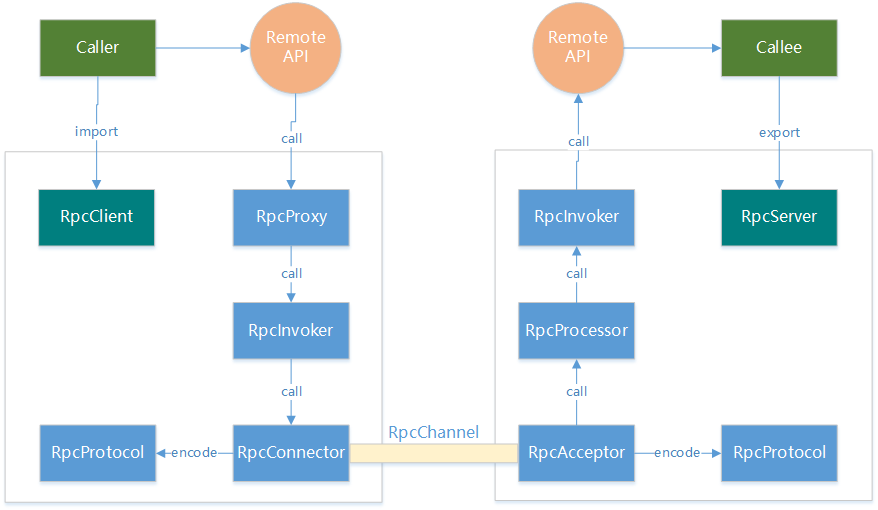 Caller
Remote
API
Remote
API
Callee
import
call
call
export
RpcClient
RpcProxy
RpcInvoker
RpcServer
call
call
RpcInvoker
RpcProcessor
call
call
RpcChannel
RpcProtocol
encode
RpcConnector
RpcAcceptor
encode
RpcProtocol